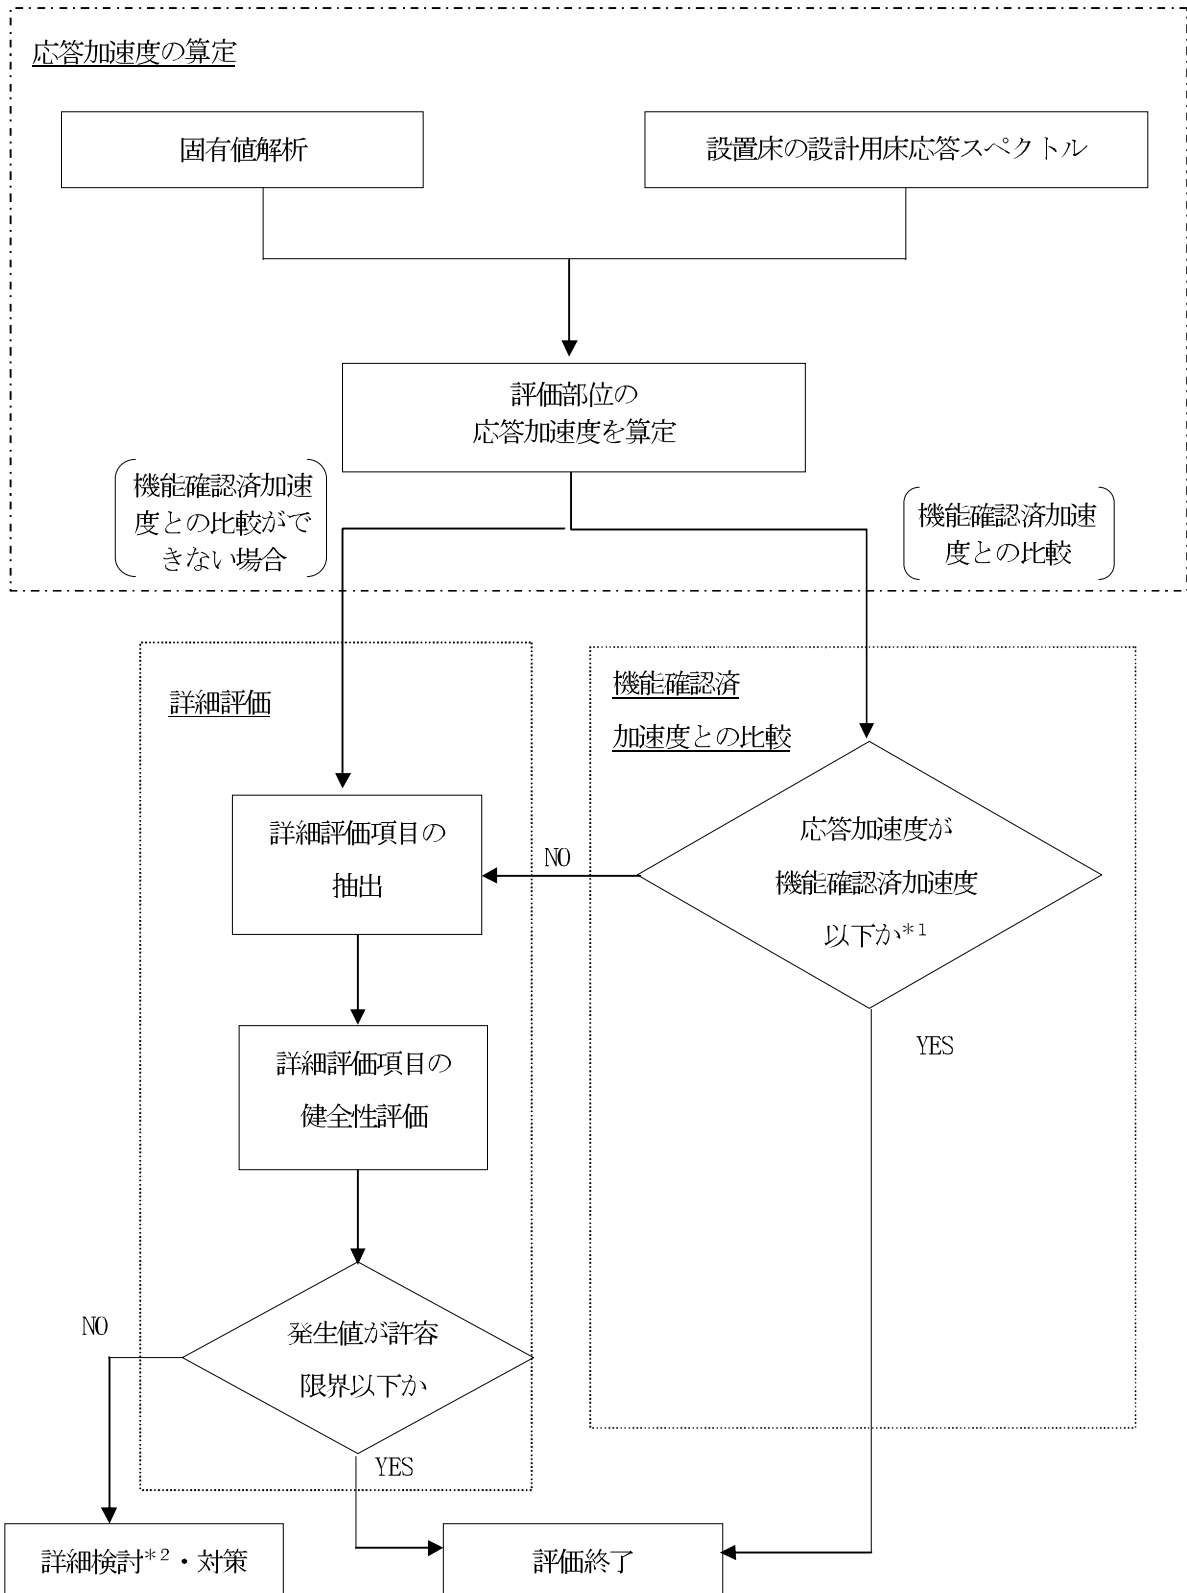 応答加速度の算定
固有値解析
設置床の設計用床応答スペクトル
評価部位の
応答加速度を算定
機能確認済加速
度との比較がで
きない場合
機能確認済加速
度との比較
詳細評価
機能確認済
加速度との比較
詳細評価項目の
抽出
NO
応答加速度が
機能確認済加速度
以下か*1
YES
詳細評価項目の
健全性評価
NO
発生値が許容
限界以下か
YES
詳細検討*2・対策
評価終了